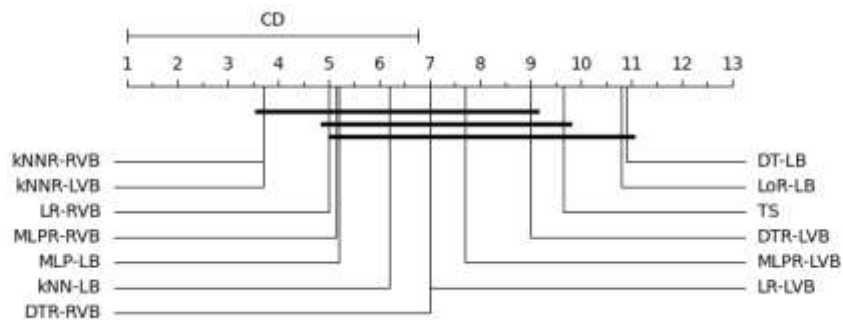 CD
1 2 3 4 5 6 7 8 9 10 11 12 13
kNNR-RVB DT-LB
kNNR-LVB LoR-LB
LR-RVB TS
MLPR-RVB DTR-LVB
MLP-LB MLPR-LVB
kNN-LB LR-LVB
DTR-RVB